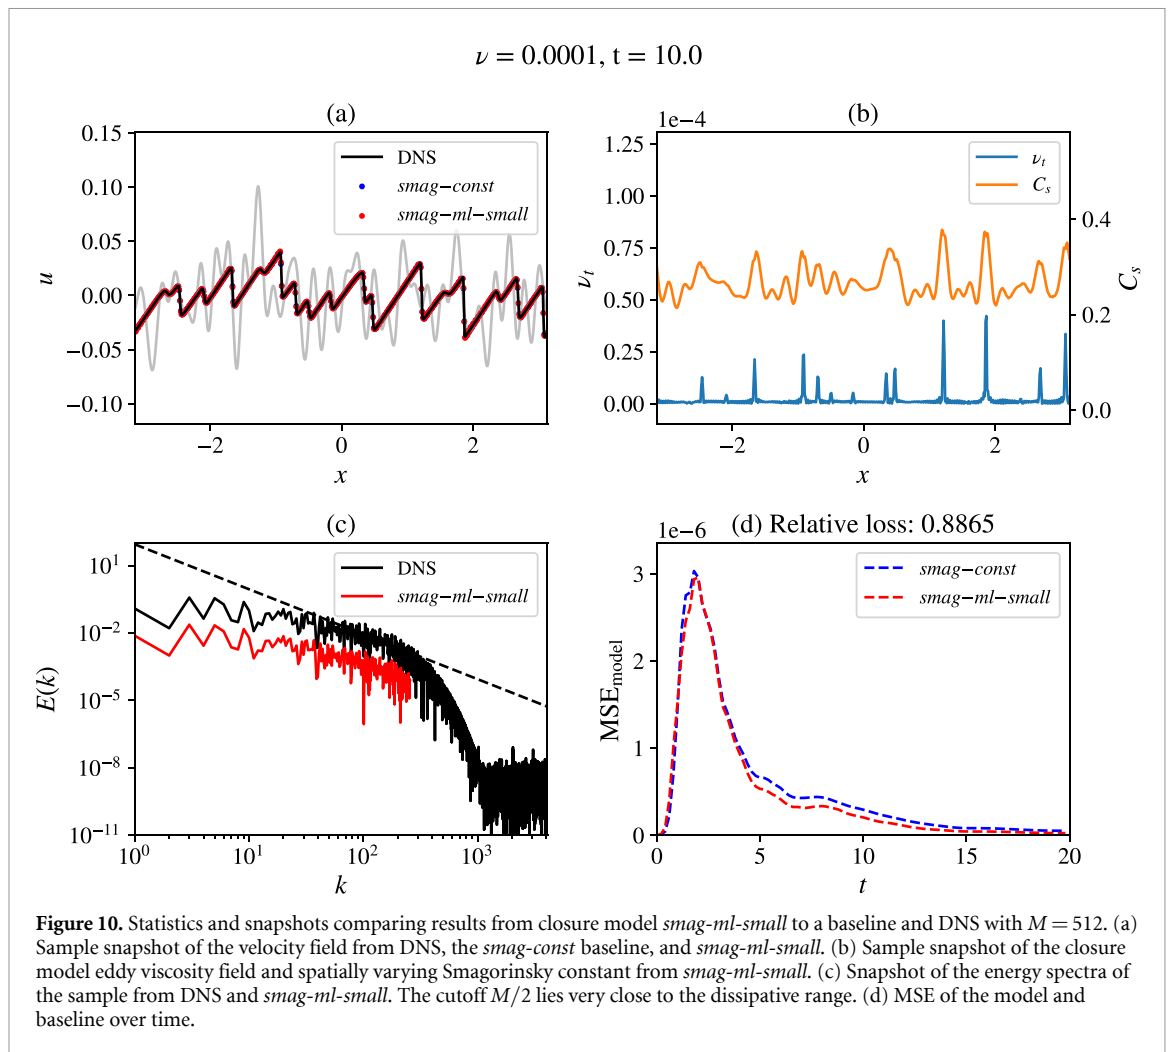 ν = 0.0001, t = 10.0
(a)
0.15
0.10
0.05
0.00
−0.05
−0.10
u
DNS
smag−const
smag−ml−small
−2
0
2
x
1e−4
(b)
1.25
1.00
0.75
0.50
0.25
0.00
ν_t
ν_t
C_s
0.4
0.2
0.0
C_s
−2
0
2
x
(c)
10^1
10^−2
10^−5
10^−8
10^−11
E(k)
DNS
smag−ml−small
10^0
10^1
10^2
10^3
k
1e−6
(d) Relative loss: 0.8865
3
2
1
0
MSE_model
smag−const
smag−ml−small
0
5
10
15
20
t
Figure 10. Statistics and snapshots comparing results from closure model smag-ml-small to a baseline and DNS with M = 512. (a)
Sample snapshot of the velocity field from DNS, the smag-const baseline, and smag-ml-small. (b) Sample snapshot of the closure
model eddy viscosity field and spatially varying Smagorinsky constant from smag-ml-small. (c) Snapshot of the energy spectra of
the sample from DNS and smag-ml-small. The cutoff M/2 lies very close to the dissipative range. (d) MSE of the model and
baseline over time.